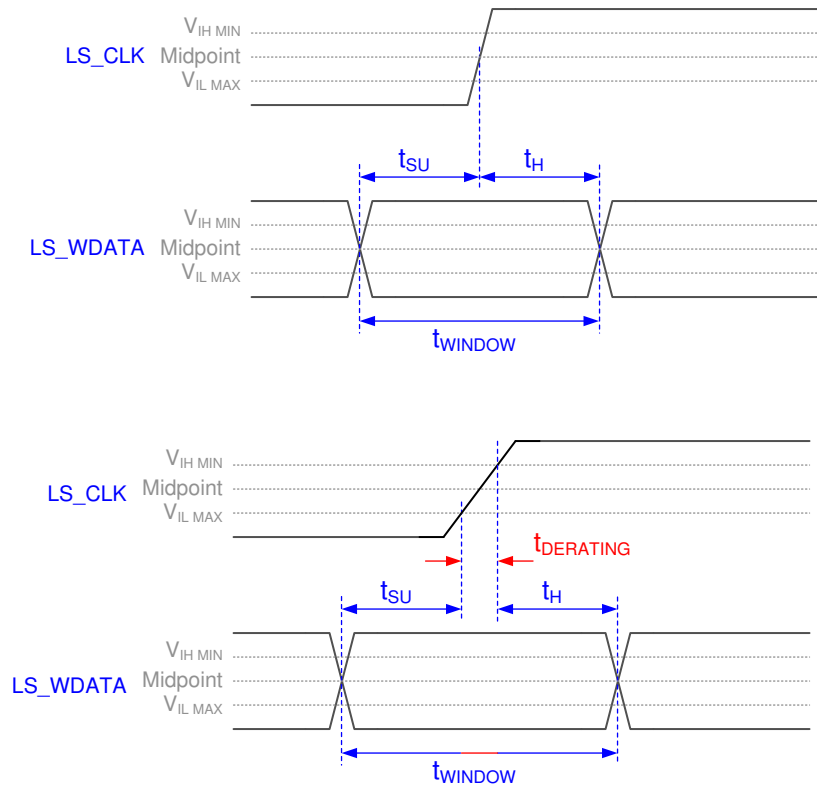 V_IH MIN
LS_CLK Midpoint
V_IL MAX
t_SU t_H
V_IH MIN
LS_WDATA Midpoint
V_IL MAX
t_WINDOW
V_IH MIN
LS_CLK Midpoint
V_IL MAX
t_DERATING
t_SU t_H
V_IH MIN
LS_WDATA Midpoint
V_IL MAX
t_WINDOW